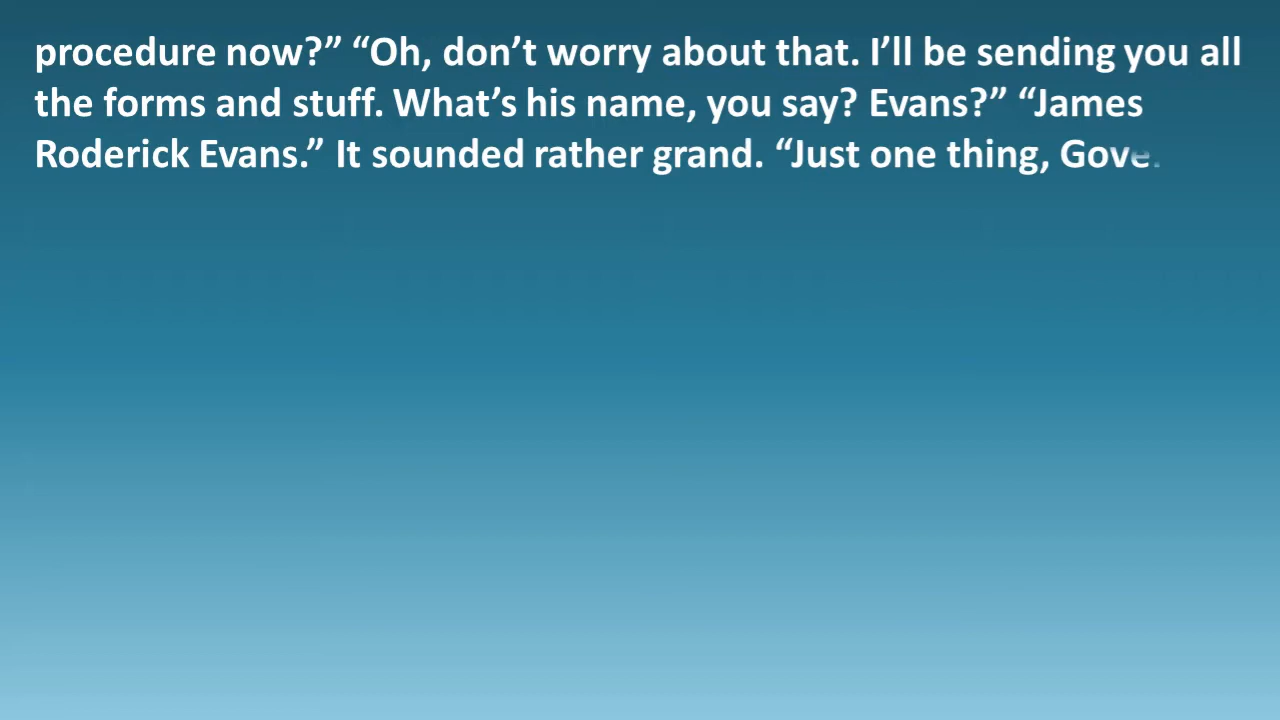 procedure now?” “Oh, don’t worry about that. I’ll be sending you all
the forms and stuff. What’s his name, you say? Evans?” “James
Roderick Evans.” It sounded rather grand. “Just one thing,